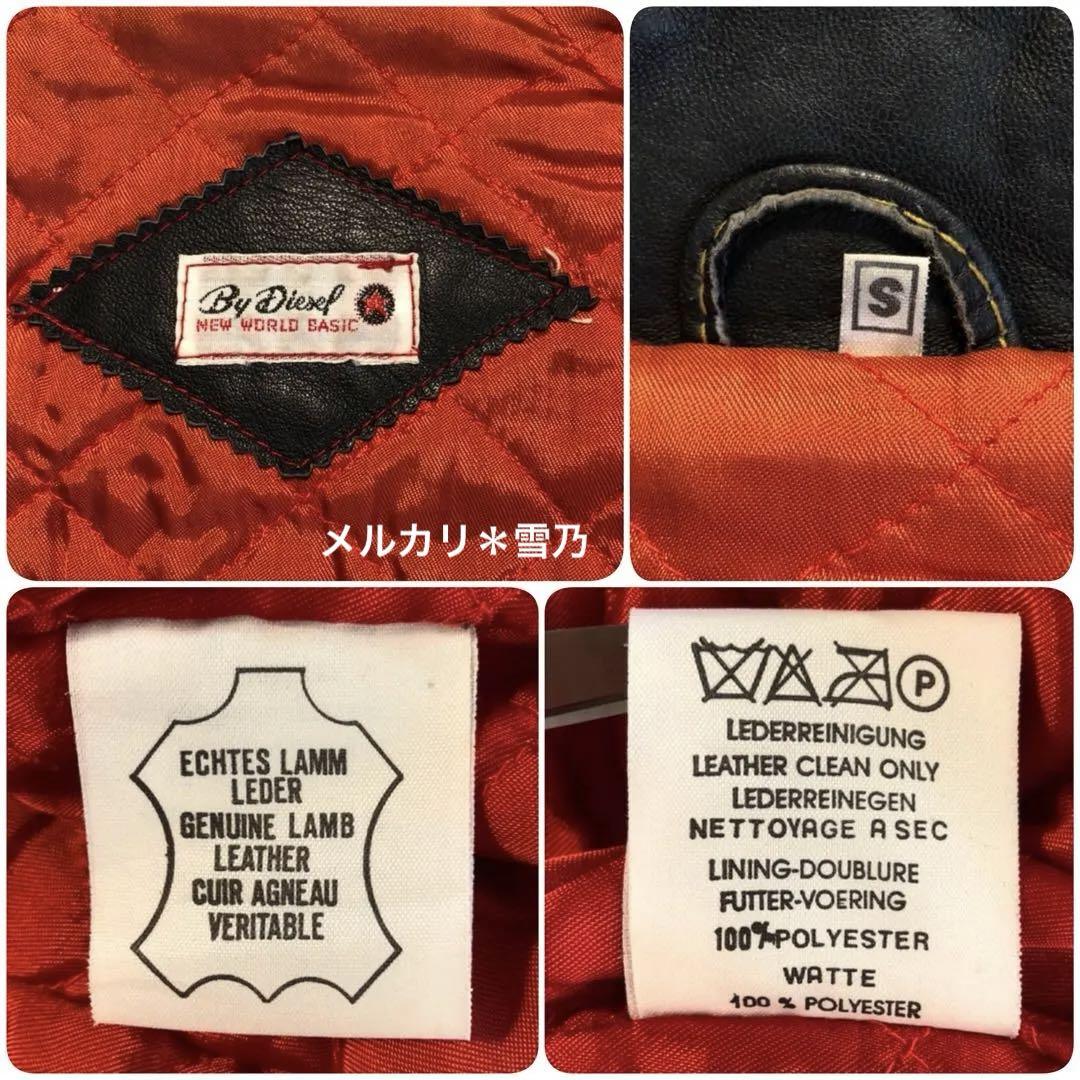 By Diesel
NEW WORLD BASIC
S
メルカリ＊雪乃
ECHTES LAMM
LEDER
GENUINE LAMB
LEATHER
CUIR AGNEAU
VERITABLE
P
LEDERREINIGUNG
LEATHER CLEAN ONLY
LEDERREINEGEN
NETTOYAGE A SEC
LINING-DOUBLURE
FUTTER-VOERING
100% POLYESTER
WATTE
100 % POLYESTER